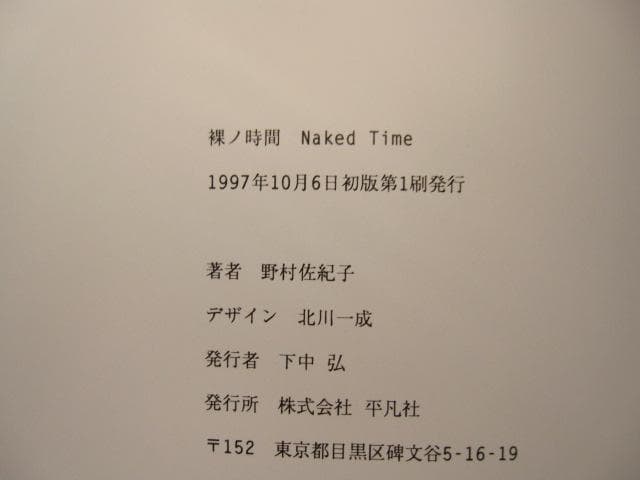 裸ノ時間　Naked Time
1997年10月6日初版第1刷発行
著者　野村佐紀子
デザイン　北川一成
発行者　下中 弘
発行所　株式会社 平凡社
〒152　東京都目黒区碑文谷5-16-19